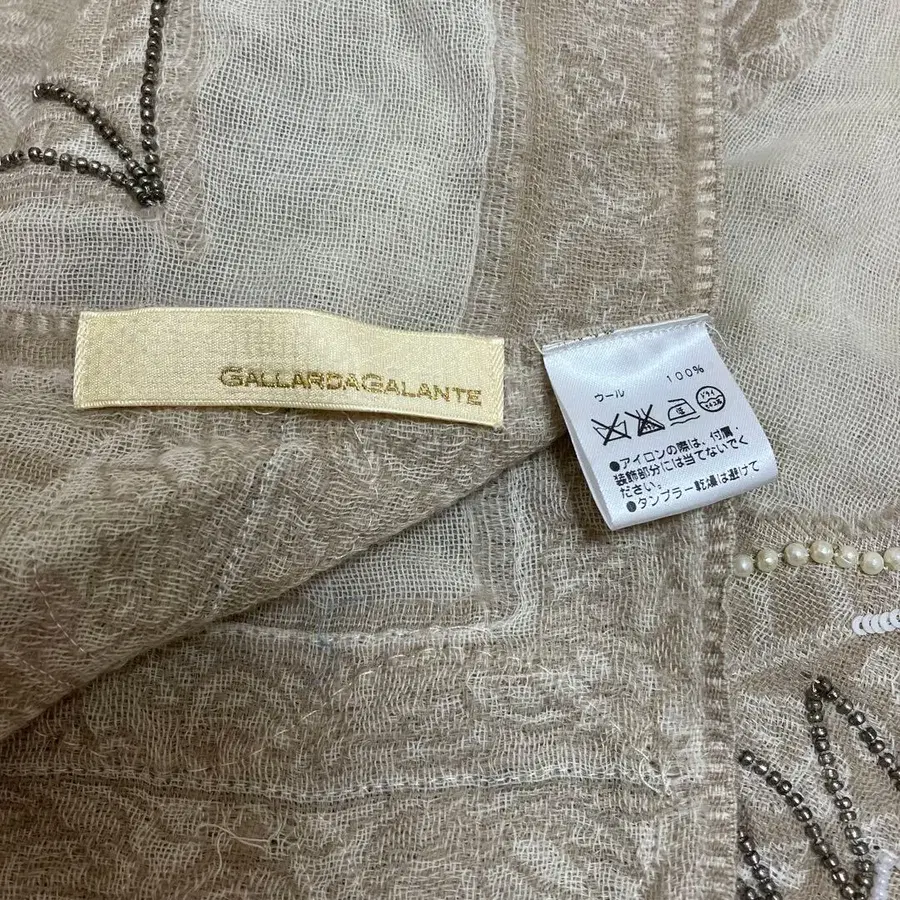 GALLARDAGALANTE
ウール 100%
●アイロンの際は、付属・
装飾部分には当てないでく
ださい。
●タンブラー乾燥は避けて